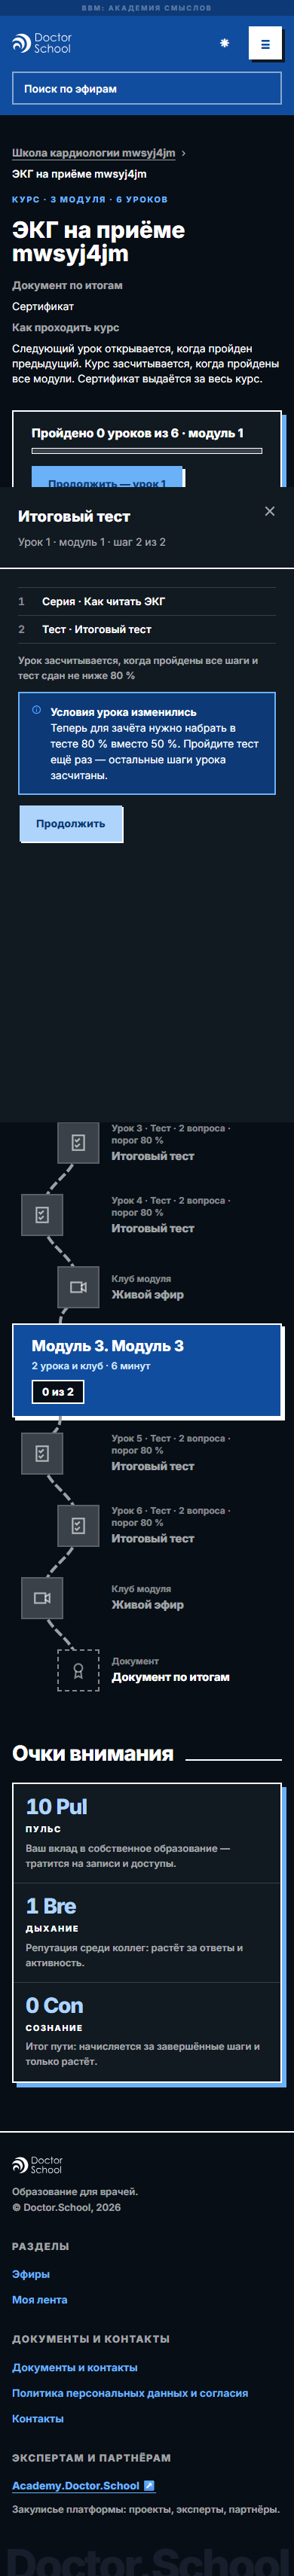 ВВМ: АКАДЕМИЯ СМЫСЛОВ
Doctor
School
Поиск по эфирам
Школа кардиологии mwsyj4jm ›
ЭКГ на приёме mwsyj4jm
КУРС · 3 МОДУЛЯ · 6 УРОКОВ
ЭКГ на приёме
mwsyj4jm
Документ по итогам
Сертификат
Как проходить курс
Следующий урок открывается, когда пройден
предыдущий. Курс засчитывается, когда пройдены
все модули. Сертификат выдаётся за весь курс.
Пройдено 0 уроков из 6 · модуль 1
Продолжить — урок 1
Итоговый тест
Урок 1 · модуль 1 · шаг 2 из 2
1 Серия · Как читать ЭКГ
2 Тест · Итоговый тест
Урок засчитывается, когда пройдены все шаги и
тест сдан не ниже 80 %
Условия урока изменились
Теперь для зачёта нужно набрать в
тесте 80 % вместо 50 %. Пройдите тест
ещё раз — остальные шаги урока
засчитаны.
Продолжить
Урок 3 · Тест · 2 вопроса ·
порог 80 %
Итоговый тест
Урок 4 · Тест · 2 вопроса ·
порог 80 %
Итоговый тест
Клуб модуля
Живой эфир
Модуль 3. Модуль 3
2 урока и клуб · 6 минут
0 из 2
Урок 5 · Тест · 2 вопроса ·
порог 80 %
Итоговый тест
Урок 6 · Тест · 2 вопроса ·
порог 80 %
Итоговый тест
Клуб модуля
Живой эфир
Документ
Документ по итогам
Очки внимания
10 Pul
ПУЛЬС
Ваш вклад в собственное образование —
тратится на записи и доступы.
1 Bre
ДЫХАНИЕ
Репутация среди коллег: растёт за ответы и
активность.
0 Con
СОЗНАНИЕ
Итог пути: начисляется за завершённые шаги и
только растёт.
Doctor
School
Образование для врачей.
© Doctor.School, 2026
РАЗДЕЛЫ
Эфиры
Моя лента
ДОКУМЕНТЫ И КОНТАКТЫ
Документы и контакты
Политика персональных данных и согласия
Контакты
ЭКСПЕРТАМ И ПАРТНЁРАМ
Academy.Doctor.School
Закулисье платформы: проекты, эксперты, партнёры.
Doctor.School